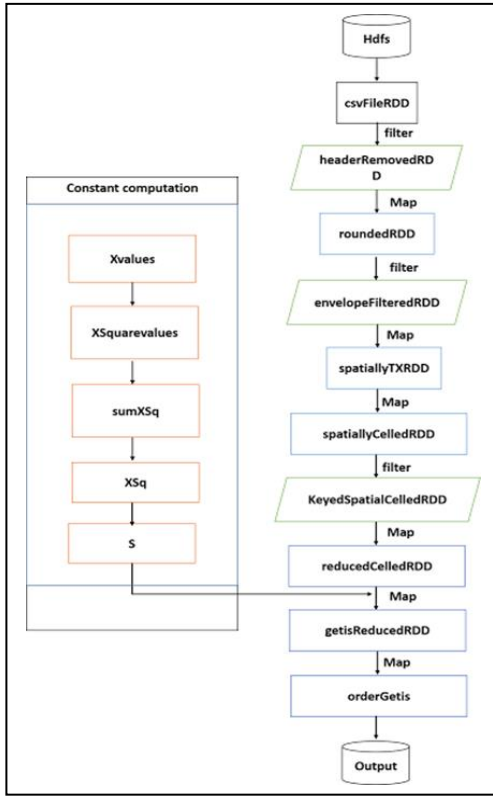 Hdfs
csvFileRDD
filter
headerRemovedRD
D
Map
roundedRDD
filter
envelopeFilteredRDD
Map
spatiallyTXRDD
Map
spatiallyCelledRDD
filter
KeyedSpatialCelledRDD
Map
reducedCelledRDD
Map
getisReducedRDD
Map
orderGetis
Output
Constant computation
Xvalues
XSquarevalues
sumXSq
XSq
S